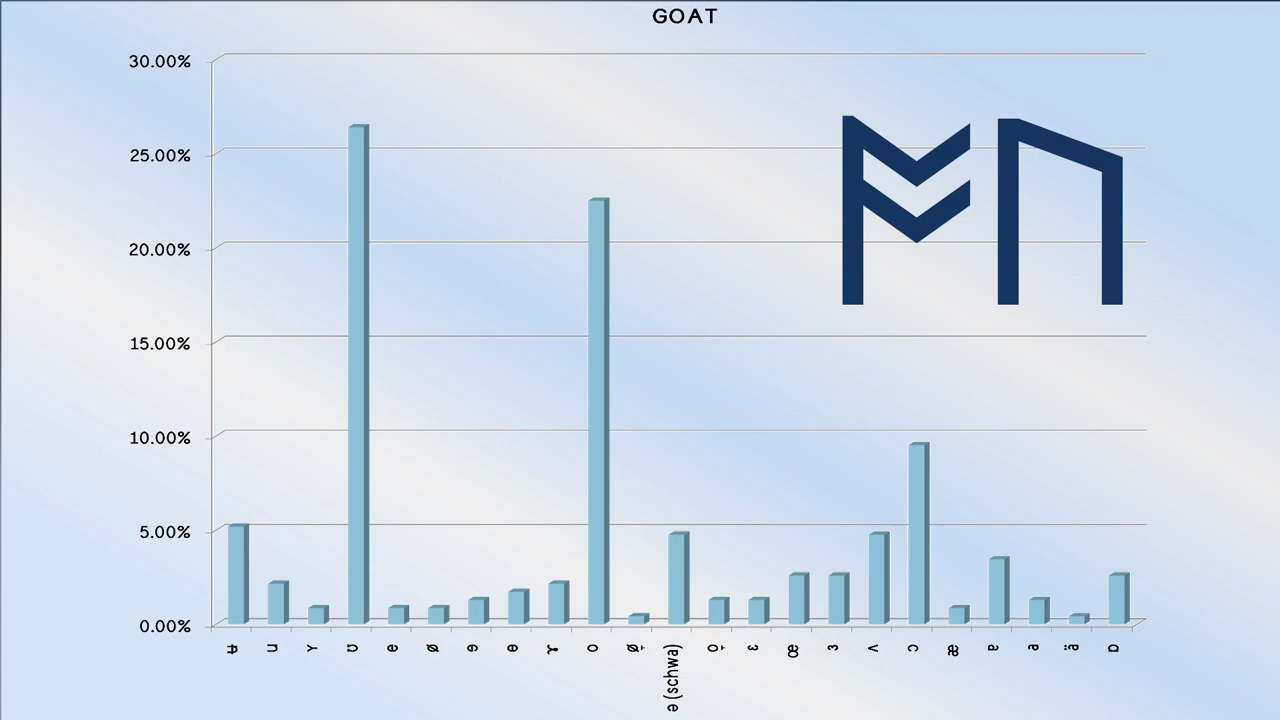 GOAT
30.00%
25.00%
20.00%
15.00%
10.00%
5.00%
0.00%
ʉ
u
ʏ
ʊ
e
ø
ɘ
ɵ
ɤ
o
ø̞
ə (schwa)
o̞
ɛ
œ
ɜ
ʌ
ɔ
æ
ɐ
a
ä
ɑ